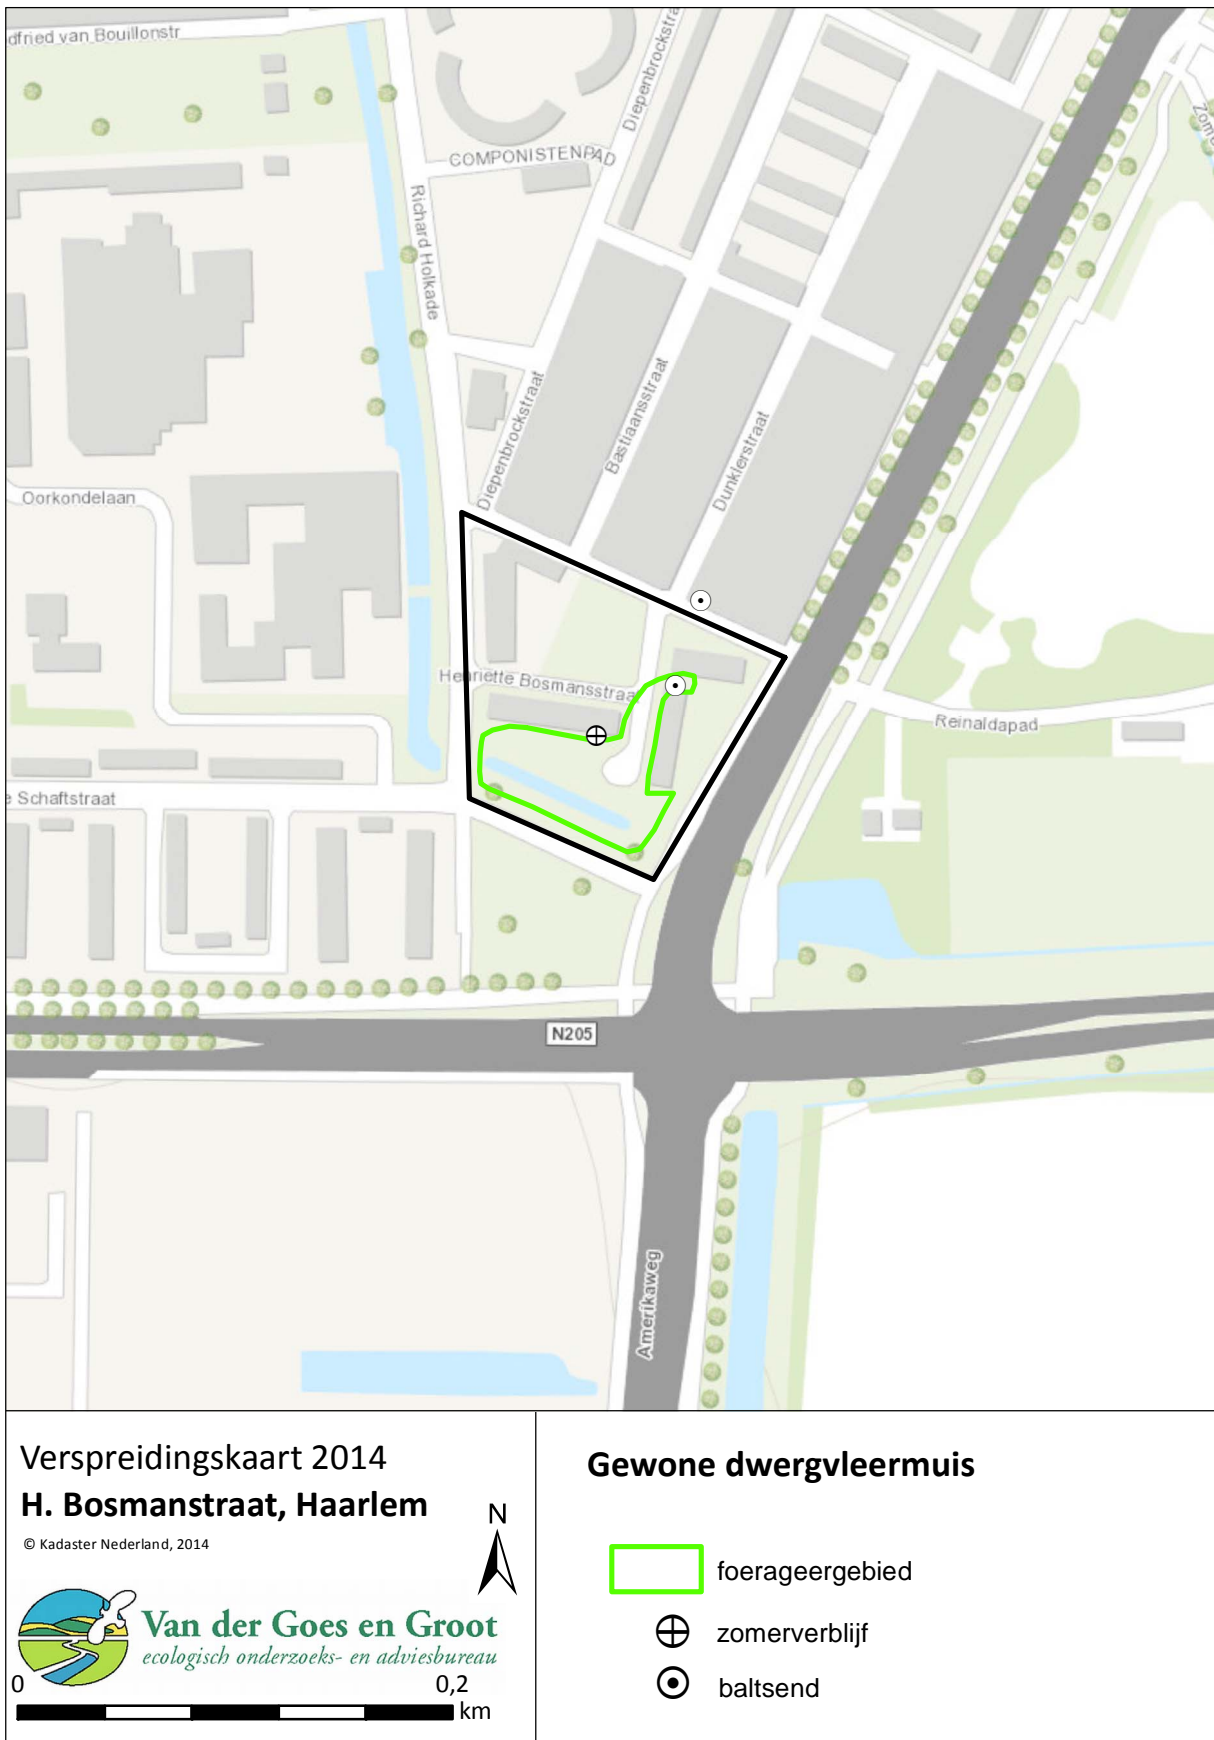 dfried van Bouillonstr
Diepenbrockstra
COMPONISTENPAD
Richard Holkade
Diepenbrockstraat
Bastiaansstraat
Dunklerstraat
Oorkondelaan
Henriëtte Bosmansstraat
Reinaldapad
e Schaftstraat
N205
Amerikaweg
Verspreidingskaart 2014
H. Bosmanstraat, Haarlem
© Kadaster Nederland, 2014
N
Van der Goes en Groot
ecologisch onderzoeks- en adviesbureau
0 0,2
km
Gewone dwergvleermuis
foerageergebied
zomerverblijf
baltsend